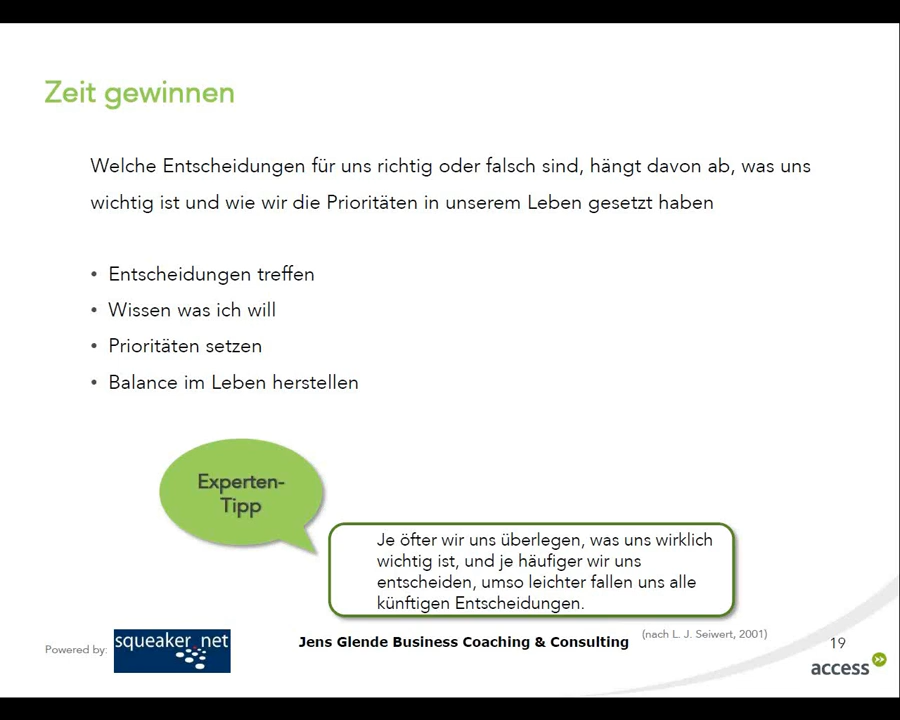 Zeit gewinnen
Welche Entscheidungen für uns richtig oder falsch sind, hängt davon ab, was uns
wichtig ist und wie wir die Prioritäten in unserem Leben gesetzt haben
• Entscheidungen treffen
• Wissen was ich will
• Prioritäten setzen
• Balance im Leben herstellen
Experten-
Tipp
Je öfter wir uns überlegen, was uns wirklich
wichtig ist, und je häufiger wir uns
entscheiden, umso leichter fallen uns alle
künftigen Entscheidungen.
(nach L. J. Seiwert, 2001)
Powered by:
squeaker.net
Jens Glende Business Coaching & Consulting
19
access